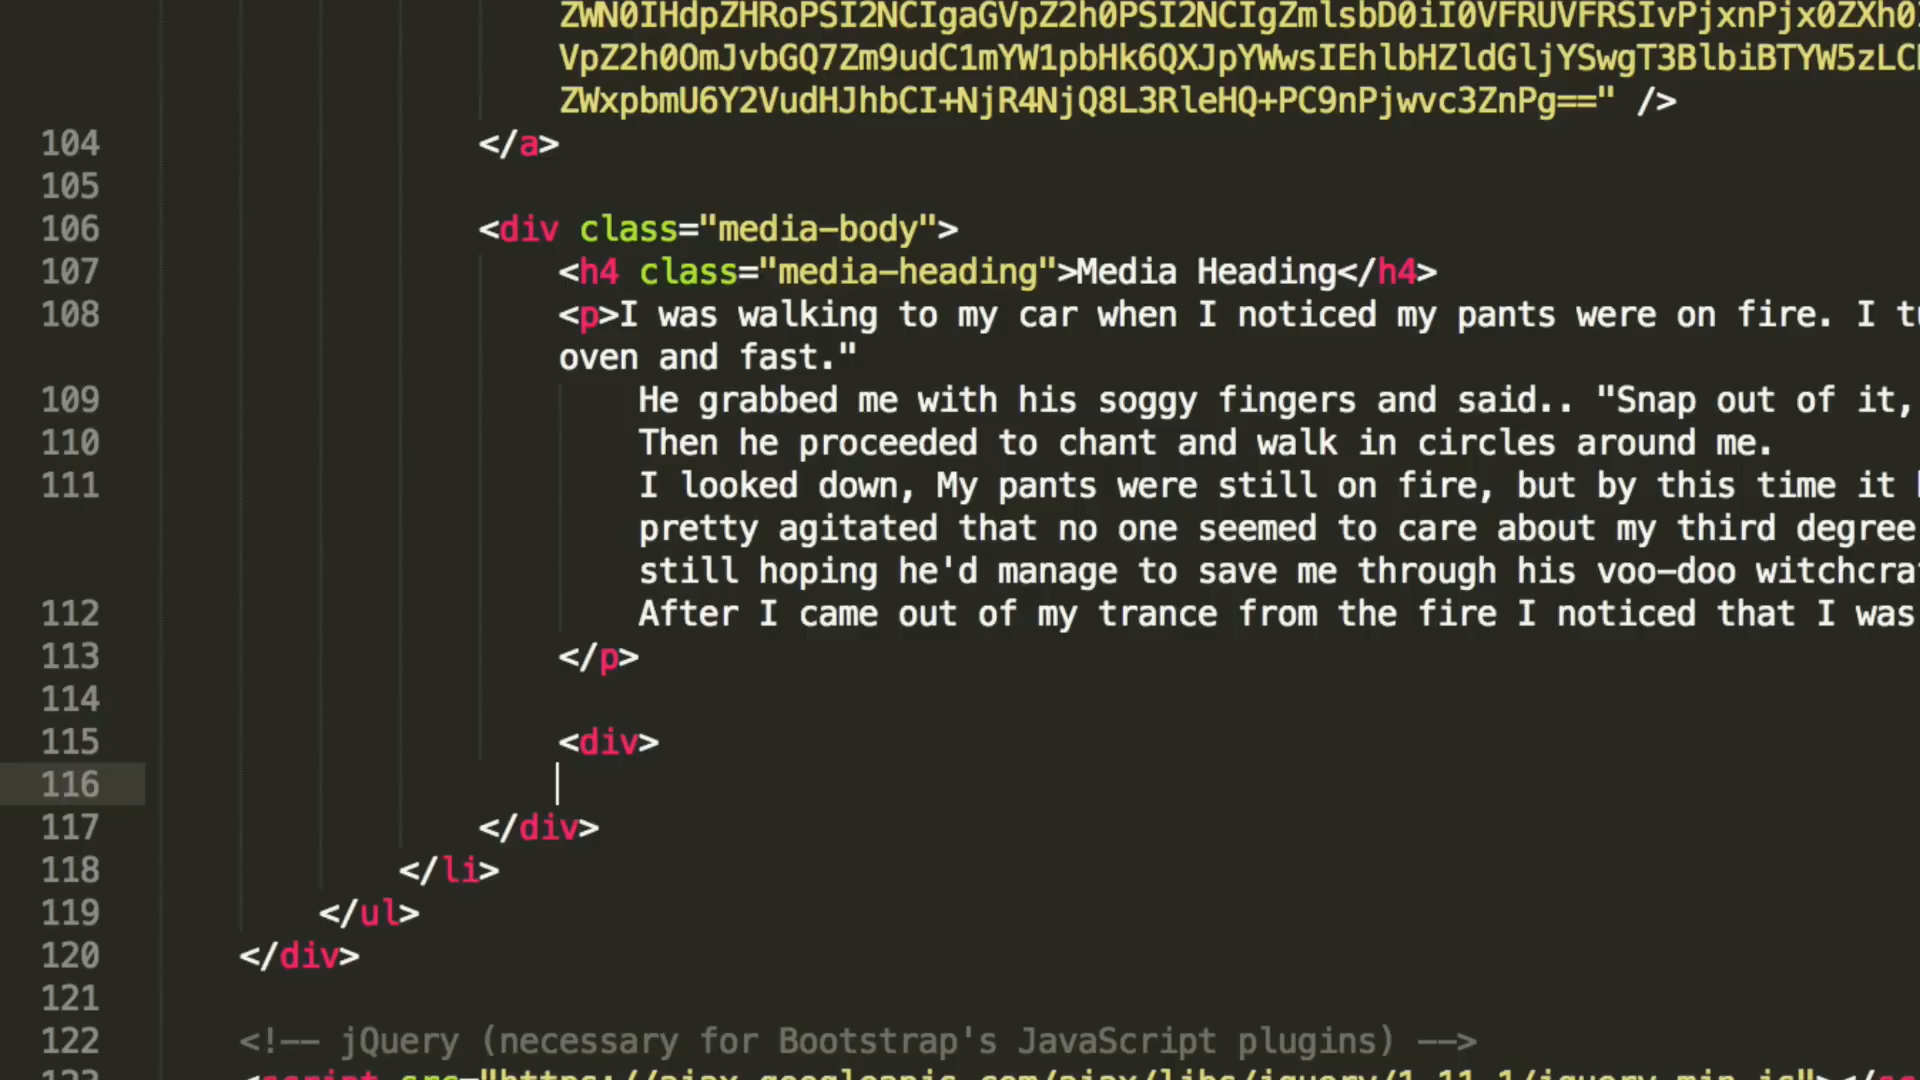 ZWN0IHdpZHRoPSI2NCIgaGVpZ2h0PSI2NCIgZmlsbD0iI0VFRUVFRSIvPjxnPjx0ZXh0
VpZ2h0OmJvbGQ7Zm9udC1mYW1pbHk6QXJpYWwsIEhlbHZldGljYSwgT3BlbiBTYW5zLC
ZWxpbmU6Y2VudHJhbCI+NjR4NjQ8L3RleHQ+PC9nPjwvc3ZnPg==" />
104 </a>
105
106 <div class="media-body">
107 <h4 class="media-heading">Media Heading</h4>
108 <p>I was walking to my car when I noticed my pants were on fire. I
oven and fast."
109 He grabbed me with his soggy fingers and said.. "Snap out of it,
110 Then he proceeded to chant and walk in circles around me.
111 I looked down, My pants were still on fire, but by this time it
pretty agitated that no one seemed to care about my third degree
still hoping he'd manage to save me through his voo-doo
112 After I came out of my trance from the fire I noticed that I was
113 </p>
114
115 <div>
116
117 </div>
118 </li>
119 </ul>
120 </div>
121
122 <!-- jQuery (necessary for Bootstrap's JavaScript plugins) -->